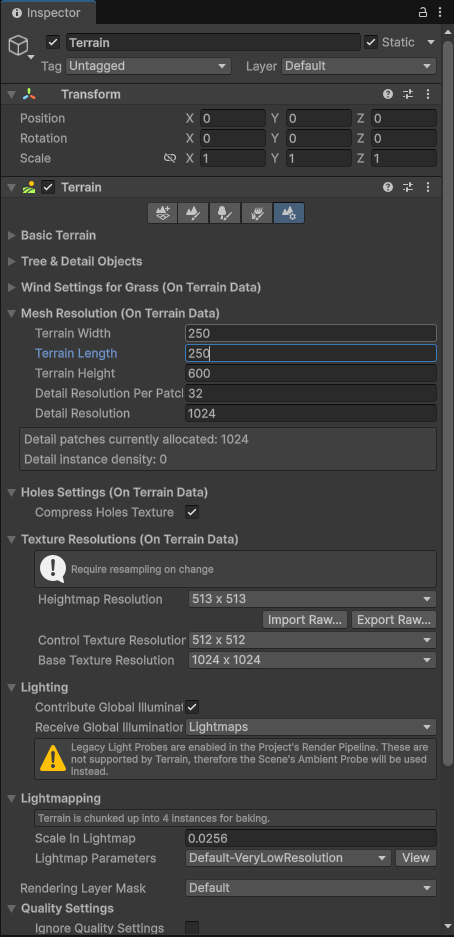 Inspector
Terrain Static
Tag Untagged Layer Default
Transform
Position X 0 Y 0 Z 0
Rotation X 0 Y 0 Z 0
Scale X 1 Y 1 Z 1
Terrain
Basic Terrain
Tree & Detail Objects
Wind Settings for Grass (On Terrain Data)
Mesh Resolution (On Terrain Data)
Terrain Width 250
Terrain Length 250
Terrain Height 600
Detail Resolution Per Patcl 32
Detail Resolution 1024
Detail patches currently allocated: 1024
Detail instance density: 0
Holes Settings (On Terrain Data)
Compress Holes Texture
Texture Resolutions (On Terrain Data)
Require resampling on change
Heightmap Resolution 513 x 513
Import Raw... Export Raw...
Control Texture Resolution 512 x 512
Base Texture Resolution 1024 x 1024
Lighting
Contribute Global Illuminat
Receive Global Illumination Lightmaps
Legacy Light Probes are enabled in the Project's Render Pipeline. These are
not supported by Terrain, therefore the Scene's Ambient Probe will be used
instead.
Lightmapping
Terrain is chunked up into 4 instances for baking.
Scale In Lightmap 0.0256
Lightmap Parameters Default-VeryLowResolution View
Rendering Layer Mask Default
Quality Settings
Ignore Quality Settings